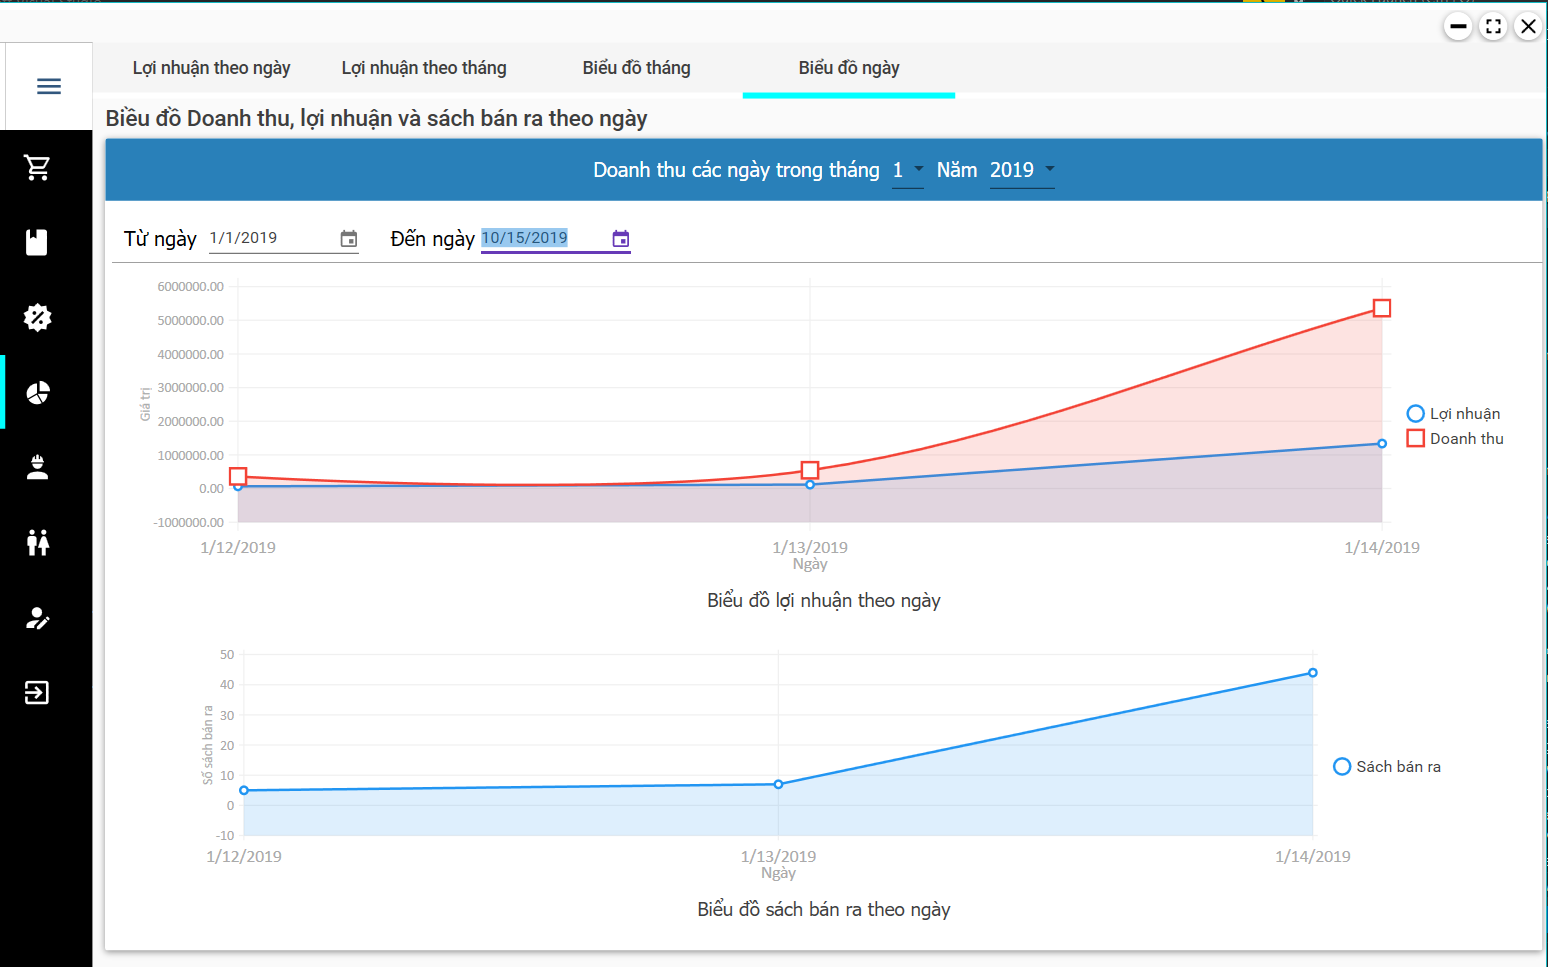 Lợi nhuận theo ngày Lợi nhuận theo tháng Biểu đồ tháng Biểu đồ ngày
Biều đồ Doanh thu, lợi nhuận và sách bán ra theo ngày
Doanh thu các ngày trong tháng 1 Năm 2019
Từ ngày 1/1/2019 Đến ngày 10/15/2019
6000000.00
5000000.00
4000000.00
3000000.00
2000000.00
1000000.00
0.00
-1000000.00
Giá trị
1/12/2019 1/13/2019 1/14/2019
Ngày
Lợi nhuận
Doanh thu
Biểu đồ lợi nhuận theo ngày
50
40
30
20
10
0
-10
Số sách bán ra
1/12/2019 1/13/2019 1/14/2019
Ngày
Sách bán ra
Biểu đồ sách bán ra theo ngày